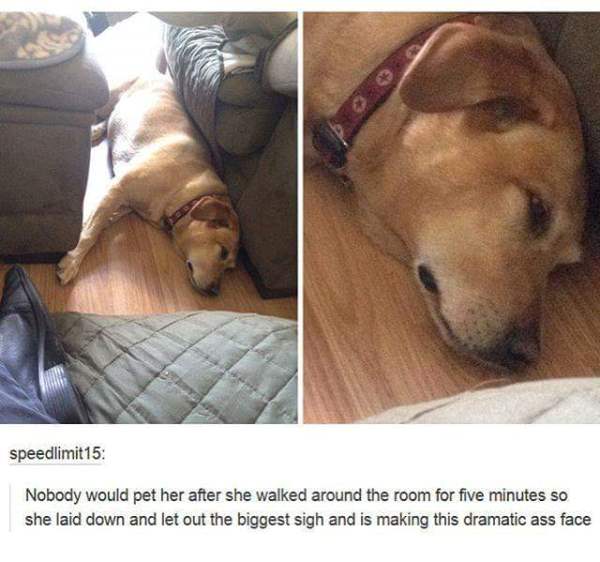 speedlimit15:
Nobody would pet her after she walked around the room for five minutes so
she laid down and let out the biggest sigh and is making this dramatic ass face